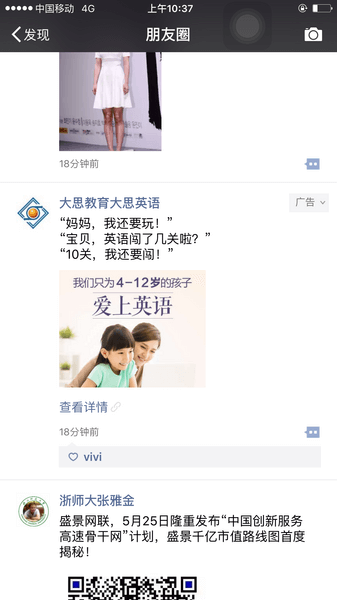 中国移动 4G 上午10:37
发现 朋友圈
18分钟前
大思教育大思英语 广告
“妈妈，我还要玩！”
“宝贝，英语闯了几关啦？”
“10关，我还要闯！”
我们只为4-12岁的孩子
爱上英语
查看详情
18分钟前
vivi
浙师大张雅金
盛景网联，5月25日隆重发布“中国创新服务
高速骨干网”计划，盛景千亿市值路线图首度
揭秘！